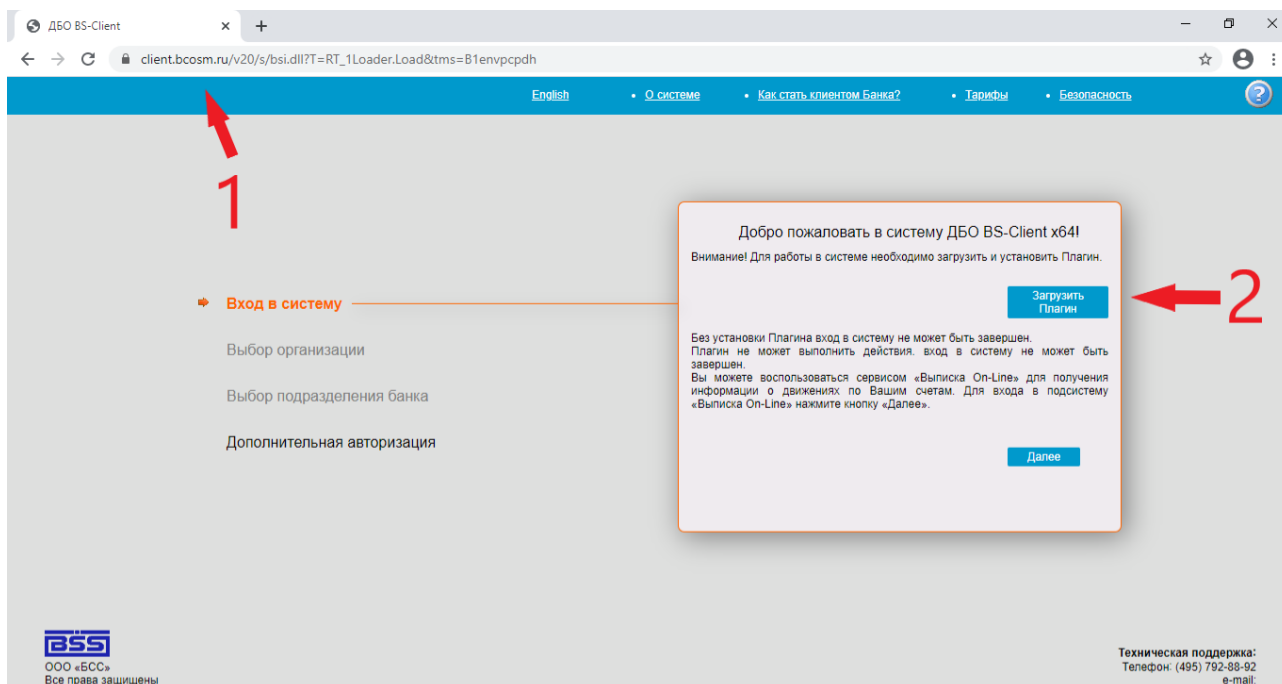 ДБО BS-Client
client.bcosm.ru/v20/s/bsi.dll?T=RT_1Loader.Load&tms=B1envpcpdh
English • О системе • Как стать клиентом Банка? • Тарифы • Безопасность ?
1
Добро пожаловать в систему ДБО BS-Client x64!
Внимание! Для работы в системе необходимо загрузить и установить Плагин.
Загрузить
Плагин
2
Без установки Плагина вход в систему не может быть завершен.
Плагин не может выполнить действия. вход в систему не может быть
завершен.
Вы можете воспользоваться сервисом «Выписка On-Line» для получения
информации о движениях по Вашим счетам. Для входа в подсистему
«Выписка On-Line» нажмите кнопку «Далее».
Далее
Вход в систему
Выбор организации
Выбор подразделения банка
Дополнительная авторизация
BSS
ООО «БСС»
Все права защищены
Техническая поддержка:
Телефон: (495) 792-88-92
e-mail: